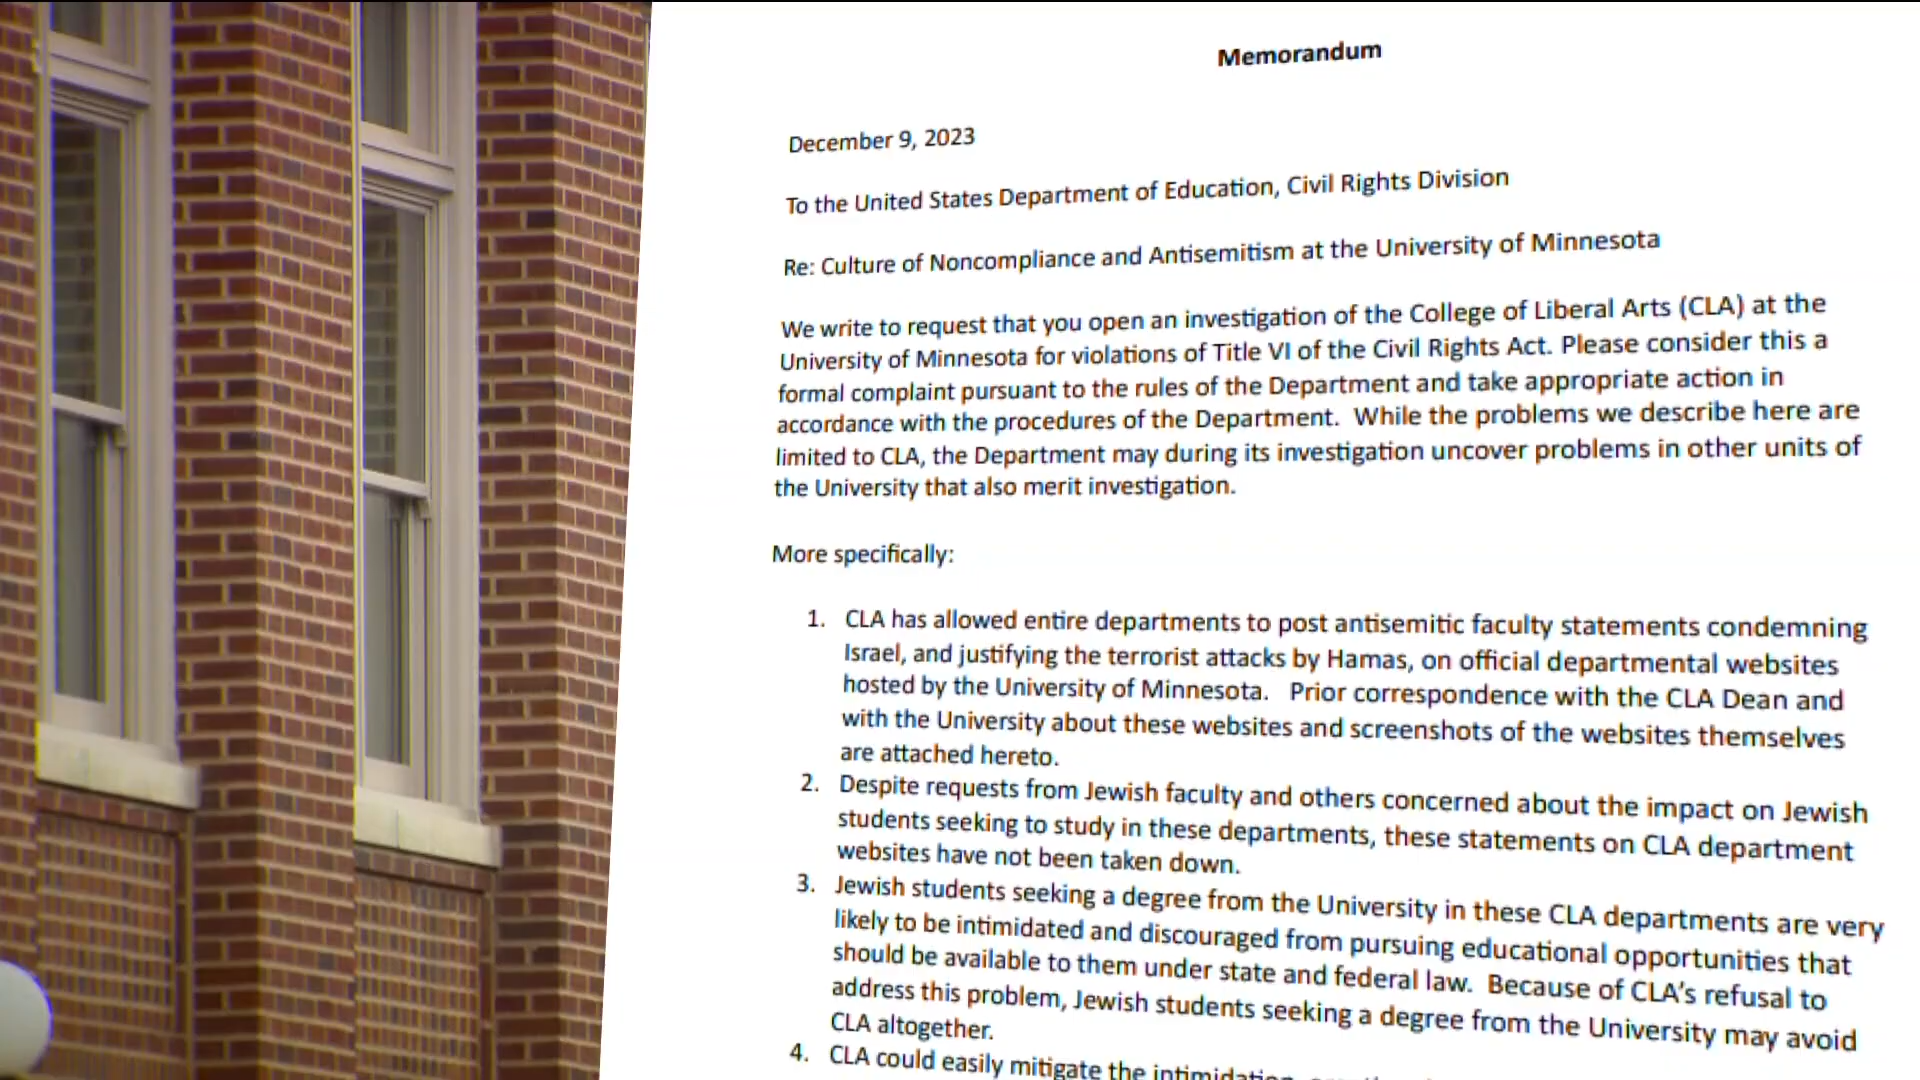 Memorandum
December 9, 2023
To the United States Department of Education, Civil Rights Division
Re: Culture of Noncompliance and Antisemitism at the University of Minnesota
We write to request that you open an investigation of the College of Liberal Arts (CLA) at the
University of Minnesota for violations of Title VI of the Civil Rights Act. Please consider this a
formal complaint pursuant to the rules of the Department and take appropriate action in
accordance with the procedures of the Department.  While the problems we describe here are
limited to CLA, the Department may during its investigation uncover problems in other units of
the University that also merit investigation.
More specifically:
1. CLA has allowed entire departments to post antisemitic faculty statements condemning
Israel, and justifying the terrorist attacks by Hamas, on official departmental websites
hosted by the University of Minnesota.   Prior correspondence with the CLA Dean and
with the University about these websites and screenshots of the websites themselves
are attached hereto.
2. Despite requests from Jewish faculty and others concerned about the impact on Jewish
students seeking to study in these departments, these statements on CLA department
websites have not been taken down.
3. Jewish students seeking a degree from the University in these CLA departments are very
likely to be intimidated and discouraged from pursuing educational opportunities that
should be available to them under state and federal law.  Because of CLA's refusal to
address this problem, Jewish students seeking a degree from the University may avoid
CLA altogether.
4. CLA could easily mitigate the intimidation,